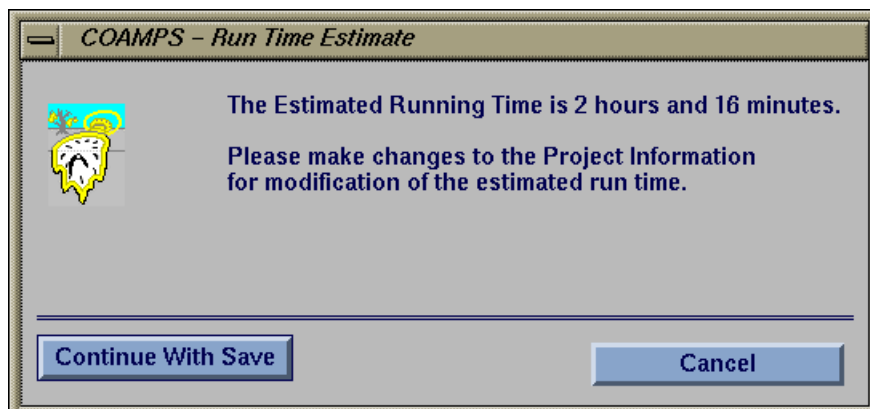 COAMPS – Run Time Estimate
The Estimated Running Time is 2 hours and 16 minutes.
Please make changes to the Project Information
for modification of the estimated run time.
Continue With Save
Cancel